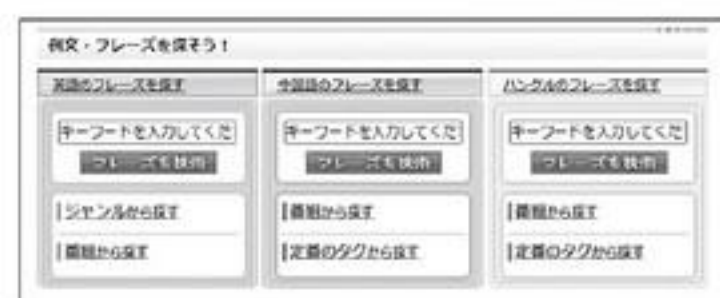 例文・フレーズを探そう!
英語のフレーズを探す
キーワードを入力してくだ
フレーズを検索
ジャンルから探す
番組から探す
中国語のフレーズを探す
キーワードを入力してくだ
フレーズを検索
番組から探す
定番のタグから探す
ハングルのフレーズを探す
キーワードを入力してくだ
フレーズを検索
番組から探す
定番のタグから探す